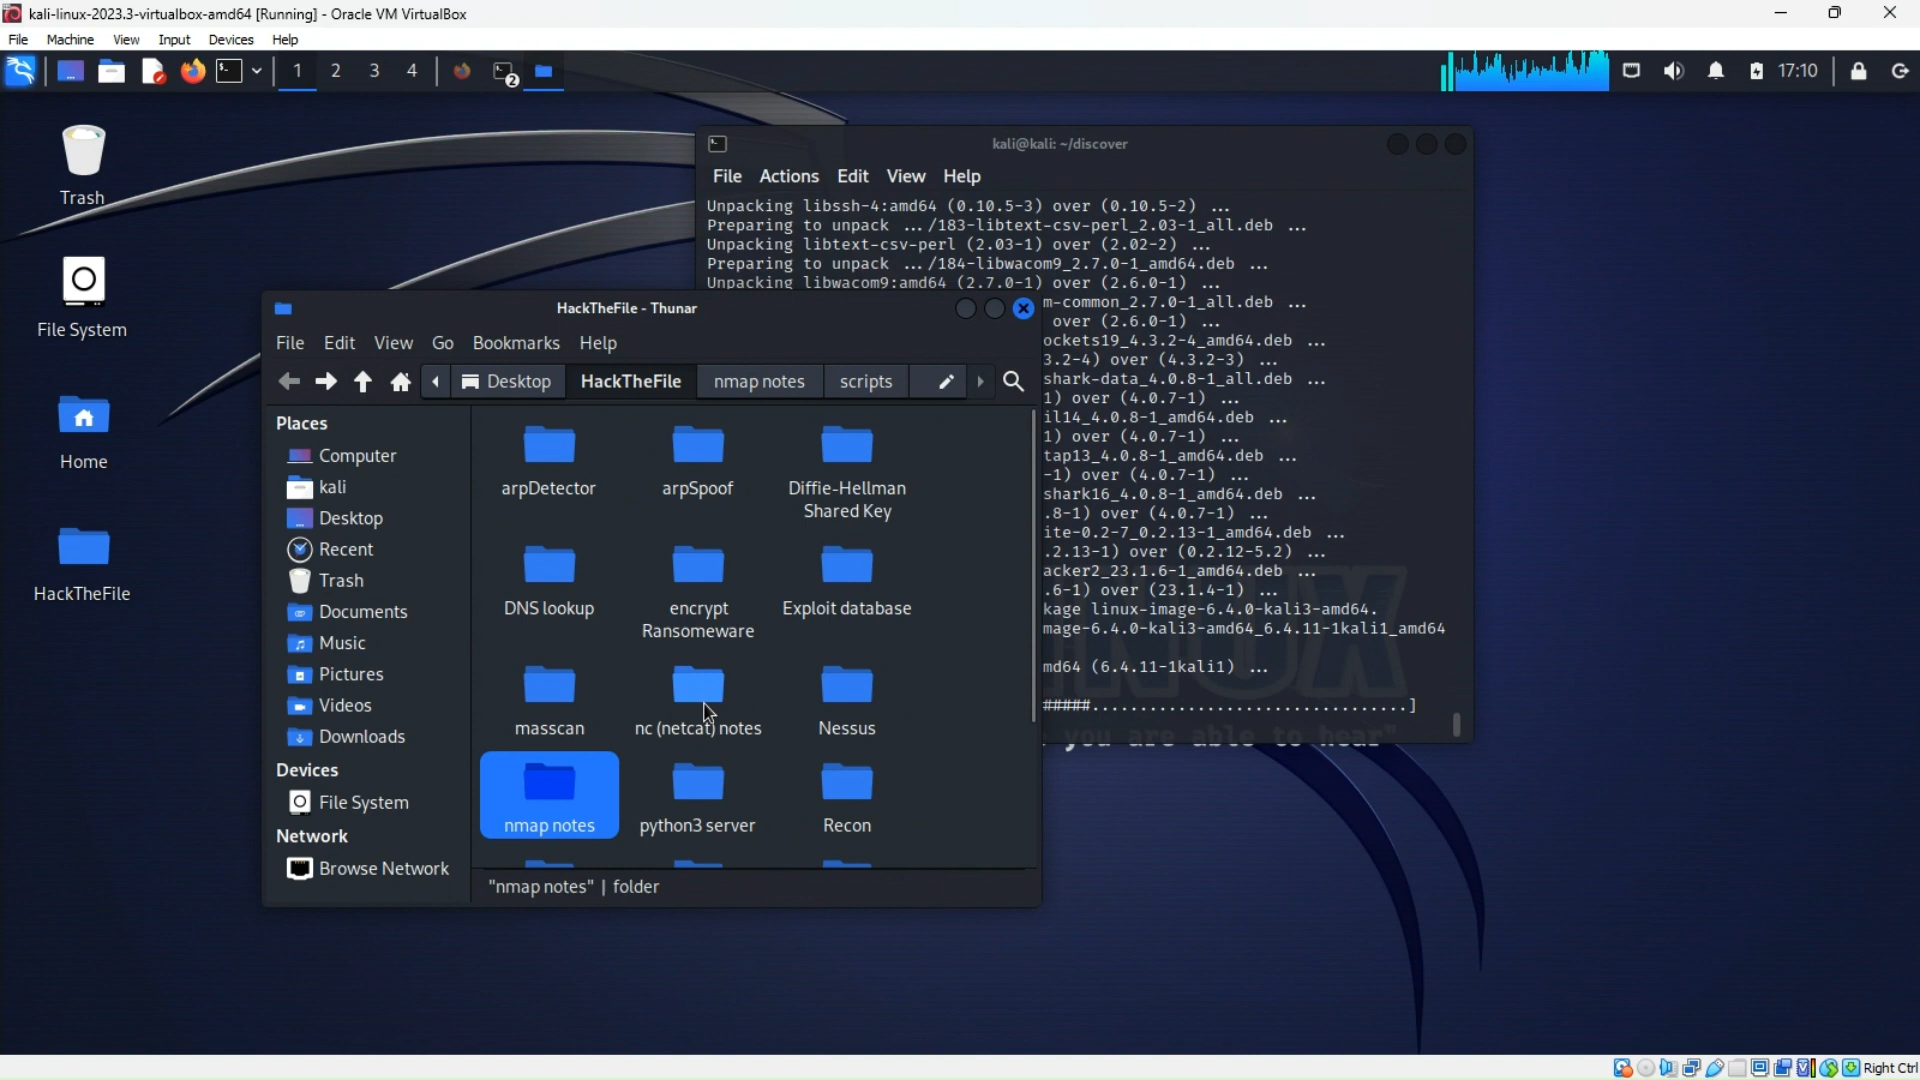 kali-linux-2023.3-virtualbox-amd64 [Running] - Oracle VM VirtualBox
File Machine View Input Devices Help
1 2 3 4 2 17:10
Trash
File System
Home
HackTheFile
kali@kali: ~/discover
File Actions Edit View Help
Unpacking libssh-4:amd64 (0.10.5-3) over (0.10.5-2) ...
Preparing to unpack .../183-libtext-csv-perl_2.03-1_all.deb ...
Unpacking libtext-csv-perl (2.03-1) over (2.02-2) ...
Preparing to unpack .../184-libwacom9_2.7.0-1_amd64.deb ...
Unpacking libwacom9:amd64 (2.7.0-1) over (2.6.0-1) ...
m-common_2.7.0-1_all.deb ...
over (2.6.0-1) ...
ockets19_4.3.2-4_amd64.deb ...
3.2-4) over (4.3.2-3) ...
shark-data_4.0.8-1_all.deb ...
1) over (4.0.7-1) ...
il14_4.0.8-1_amd64.deb ...
1) over (4.0.7-1) ...
tap13_4.0.8-1_amd64.deb ...
-1) over (4.0.7-1) ...
shark16_4.0.8-1_amd64.deb ...
.8-1) over (4.0.7-1) ...
ite-0.2-7_0.2.13-1_amd64.deb ...
.2.13-1) over (0.2.12-5.2) ...
acker2_23.1.6-1_amd64.deb ...
.6-1) over (23.1.4-1) ...
kage linux-image-6.4.0-kali3-amd64.
mage-6.4.0-kali3-amd64_6.4.11-1kali1_amd64
md64 (6.4.11-1kali1) ...
#####..................................]
you are able to hear"
HackTheFile - Thunar
File Edit View Go Bookmarks Help
Desktop HackTheFile nmap notes scripts
Places
Computer
kali
Desktop
Recent
Trash
Documents
Music
Pictures
Videos
Downloads
Devices
File System
Network
Browse Network
arpDetector
arpSpoof
Diffie-Hellman
Shared Key
DNS lookup
encrypt
Ransomeware
Exploit database
masscan
nc (netcat) notes
Nessus
nmap notes
python3 server
Recon
"nmap notes" | folder
Right Ctrl